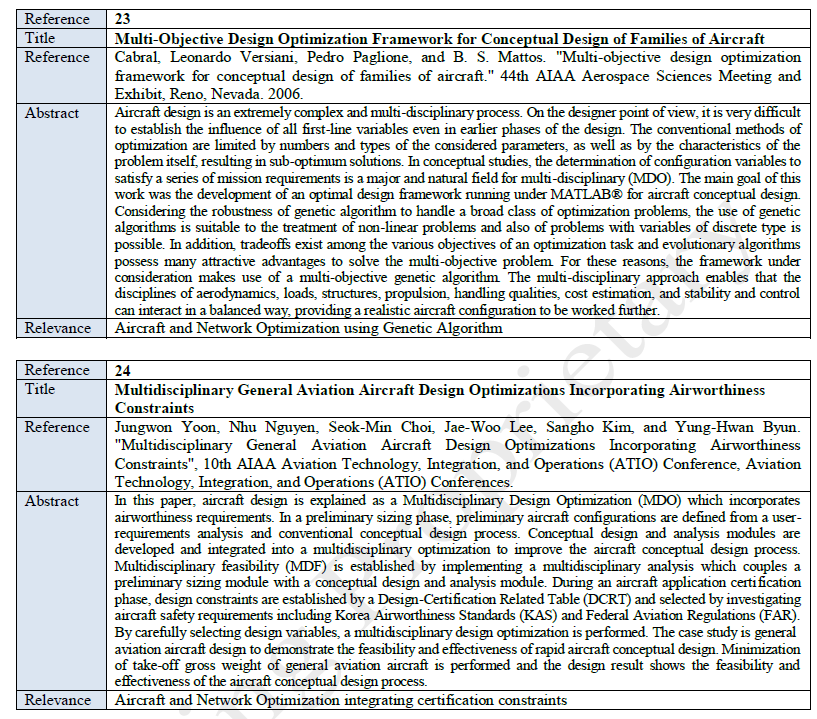 Reference 23
Title Multi-Objective Design Optimization Framework for Conceptual Design of Families of Aircraft
Reference Cabral, Leonardo Versiani, Pedro Paglione, and B. S. Mattos. "Multi-objective design optimization
framework for conceptual design of families of aircraft." 44th AIAA Aerospace Sciences Meeting and
Exhibit, Reno, Nevada. 2006.
Abstract Aircraft design is an extremely complex and multi-disciplinary process. On the designer point of view, it is very difficult
to establish the influence of all first-line variables even in earlier phases of the design. The conventional methods of
optimization are limited by numbers and types of the considered parameters, as well as by the characteristics of the
problem itself, resulting in sub-optimum solutions. In conceptual studies, the determination of configuration variables to
satisfy a series of mission requirements is a major and natural field for multi-disciplinary (MDO). The main goal of this
work was the development of an optimal design framework running under MATLAB® for aircraft conceptual design.
Considering the robustness of genetic algorithm to handle a broad class of optimization problems, the use of genetic
algorithms is suitable to the treatment of non-linear problems and also of problems with variables of discrete type is
possible. In addition, tradeoffs exist among the various objectives of an optimization task and evolutionary algorithms
possess many attractive advantages to solve the multi-objective problem. For these reasons, the framework under
consideration makes use of a multi-objective genetic algorithm. The multi-disciplinary approach enables that the
disciplines of aerodynamics, loads, structures, propulsion, handling qualities, cost estimation, and stability and control
can interact in a balanced way, providing a realistic aircraft configuration to be worked further.
Relevance Aircraft and Network Optimization using Genetic Algorithm
Reference 24
Title Multidisciplinary General Aviation Aircraft Design Optimizations Incorporating Airworthiness
Constraints
Reference Jungwon Yoon, Nhu Nguyen, Seok-Min Choi, Jae-Woo Lee, Sangho Kim, and Yung-Hwan Byun.
"Multidisciplinary General Aviation Aircraft Design Optimizations Incorporating Airworthiness
Constraints", 10th AIAA Aviation Technology, Integration, and Operations (ATIO) Conference, Aviation
Technology, Integration, and Operations (ATIO) Conferences.
Abstract In this paper, aircraft design is explained as a Multidisciplinary Design Optimization (MDO) which incorporates
airworthiness requirements. In a preliminary sizing phase, preliminary aircraft configurations are defined from a user-
requirements analysis and conventional conceptual design process. Conceptual design and analysis modules are
developed and integrated into a multidisciplinary optimization to improve the aircraft conceptual design process.
Multidisciplinary feasibility (MDF) is established by implementing a multidisciplinary analysis which couples a
preliminary sizing module with a conceptual design and analysis module. During an aircraft application certification
phase, design constraints are established by a Design-Certification Related Table (DCRT) and selected by investigating
aircraft safety requirements including Korea Airworthiness Standards (KAS) and Federal Aviation Regulations (FAR).
By carefully selecting design variables, a multidisciplinary design optimization is performed. The case study is general
aviation aircraft design to demonstrate the feasibility and effectiveness of rapid aircraft conceptual design. Minimization
of take-off gross weight of general aviation aircraft is performed and the design result shows the feasibility and
effectiveness of the aircraft conceptual design process.
Relevance Aircraft and Network Optimization integrating certification constraints